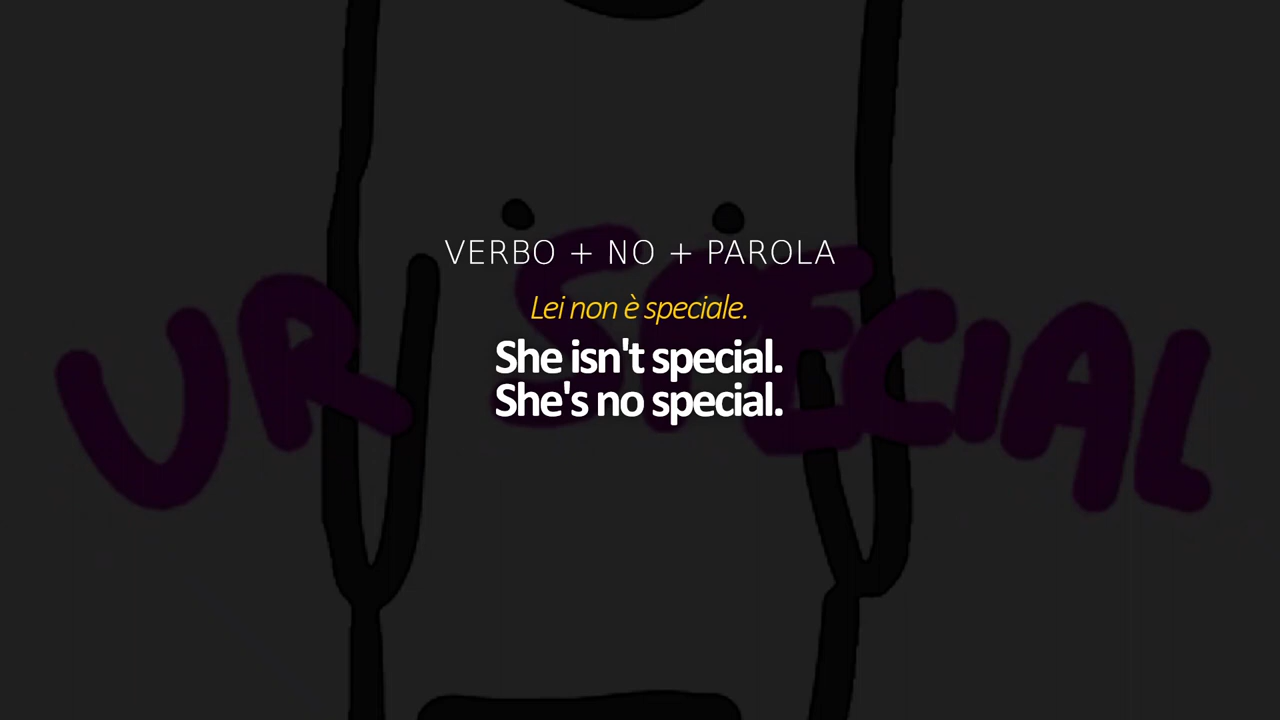 VERBO + NO + PAROLA
Lei non è speciale.
She isn't special.
She's no special.
UR SPECIAL